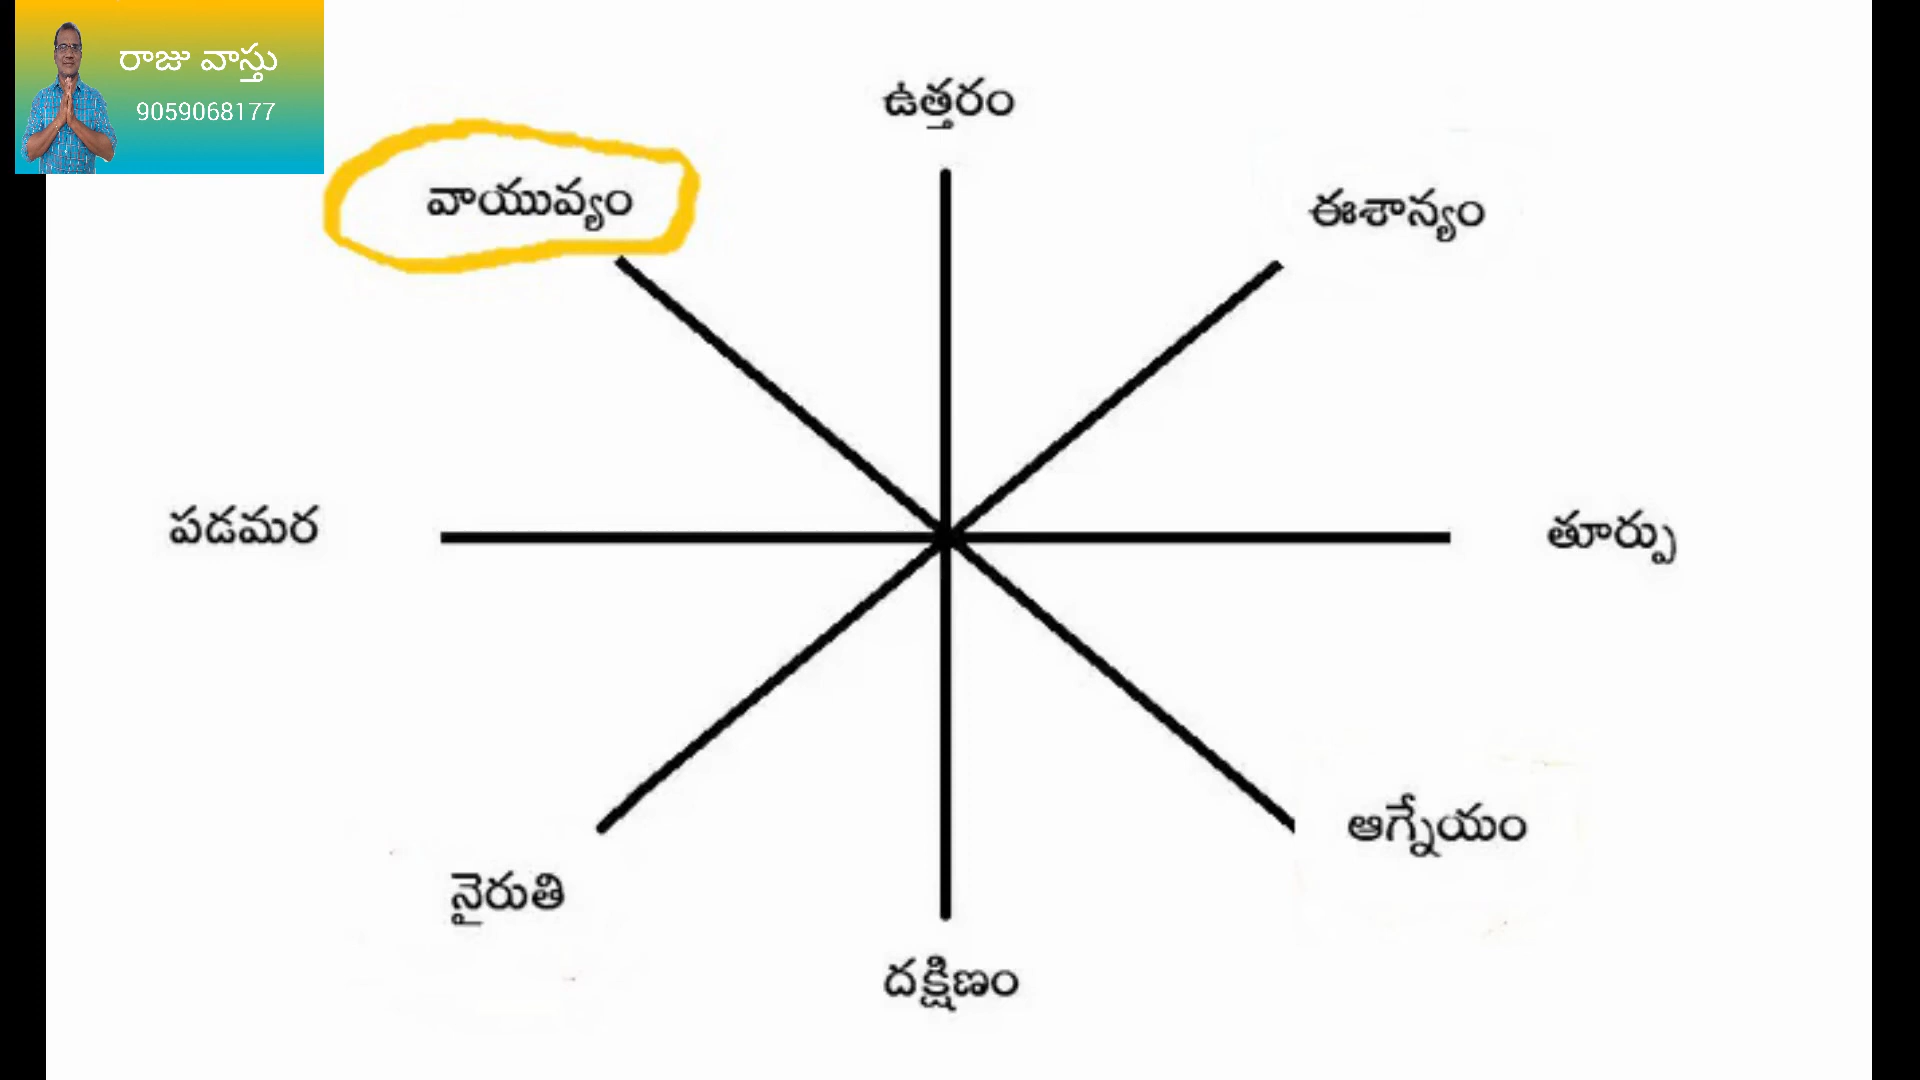 రాజు వాస్తు
9059068177
ఉత్తరం
వాయువ్యం
ఈశాన్యం
పడమర
తూర్పు
నైరుతి
ఆగ్నేయం
దక్షిణం